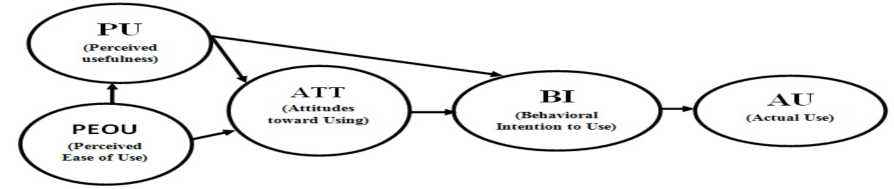 PU
(Perceived
usefulness)
ATT
(Attitudes
toward Using)
BI
(Behavioral
Intention to Use)
AU
(Actual Use)
PEOU
(Perceived
Ease of Use)